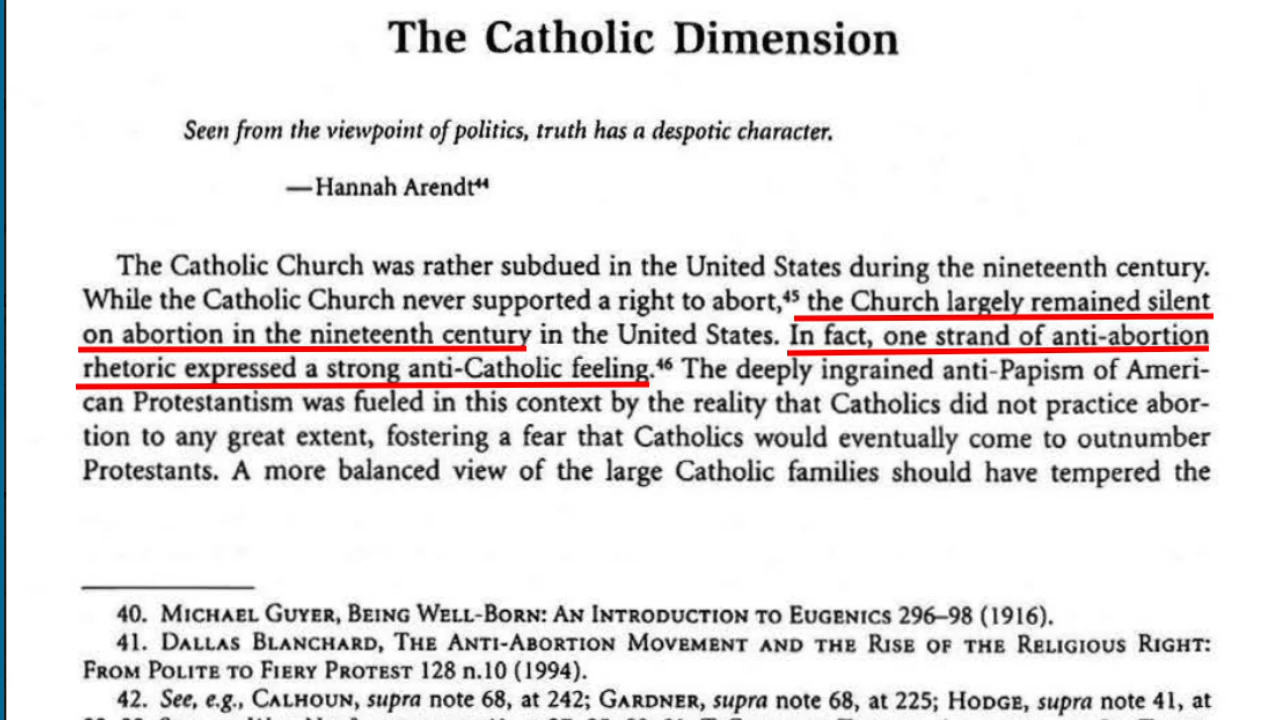 The Catholic Dimension
Seen from the viewpoint of politics, truth has a despotic character.
—Hannah Arendt⁴⁴
The Catholic Church was rather subdued in the United States during the nineteenth century.
While the Catholic Church never supported a right to abort,⁴⁵ the Church largely remained silent
on abortion in the nineteenth century in the United States. In fact, one strand of anti-abortion
rhetoric expressed a strong anti-Catholic feeling.⁴⁶ The deeply ingrained anti-Papism of Ameri-
can Protestantism was fueled in this context by the reality that Catholics did not practice abor-
tion to any great extent, fostering a fear that Catholics would eventually come to outnumber
Protestants. A more balanced view of the large Catholic families should have tempered the
40. MICHAEL GUYER, BEING WELL-BORN: AN INTRODUCTION TO EUGENICS 296–98 (1916).
41. DALLAS BLANCHARD, THE ANTI-ABORTION MOVEMENT AND THE RISE OF THE RELIGIOUS RIGHT:
FROM POLITE TO FIERY PROTEST 128 n.10 (1994).
42. See, e.g., CALHOUN, supra note 68, at 242; GARDNER, supra note 68, at 225; HODGE, supra note 41, at